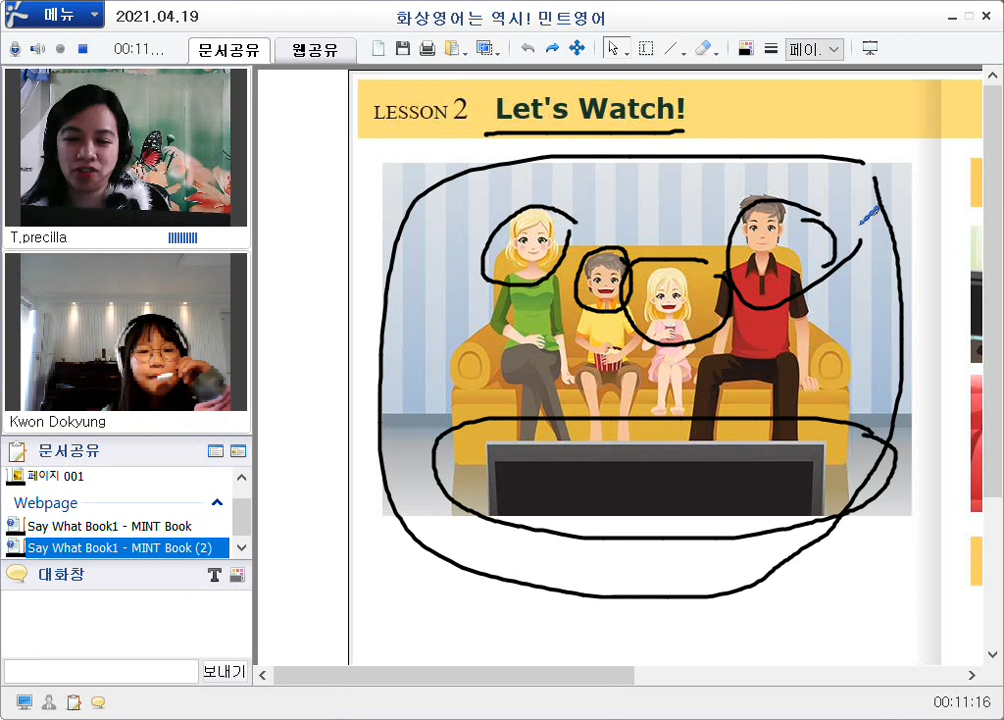 메뉴 2021.04.19 화상영어는 역시! 민트영어
00:11... 문서공유 웹공유 페이.
LESSON 2 Let's Watch!
T.precilla
Kwon Dokyung
문서공유
페이지 001
Webpage
Say What Book1 - MINT Book
Say What Book1 - MINT Book (2)
대화창 T
보내기
00:11:16